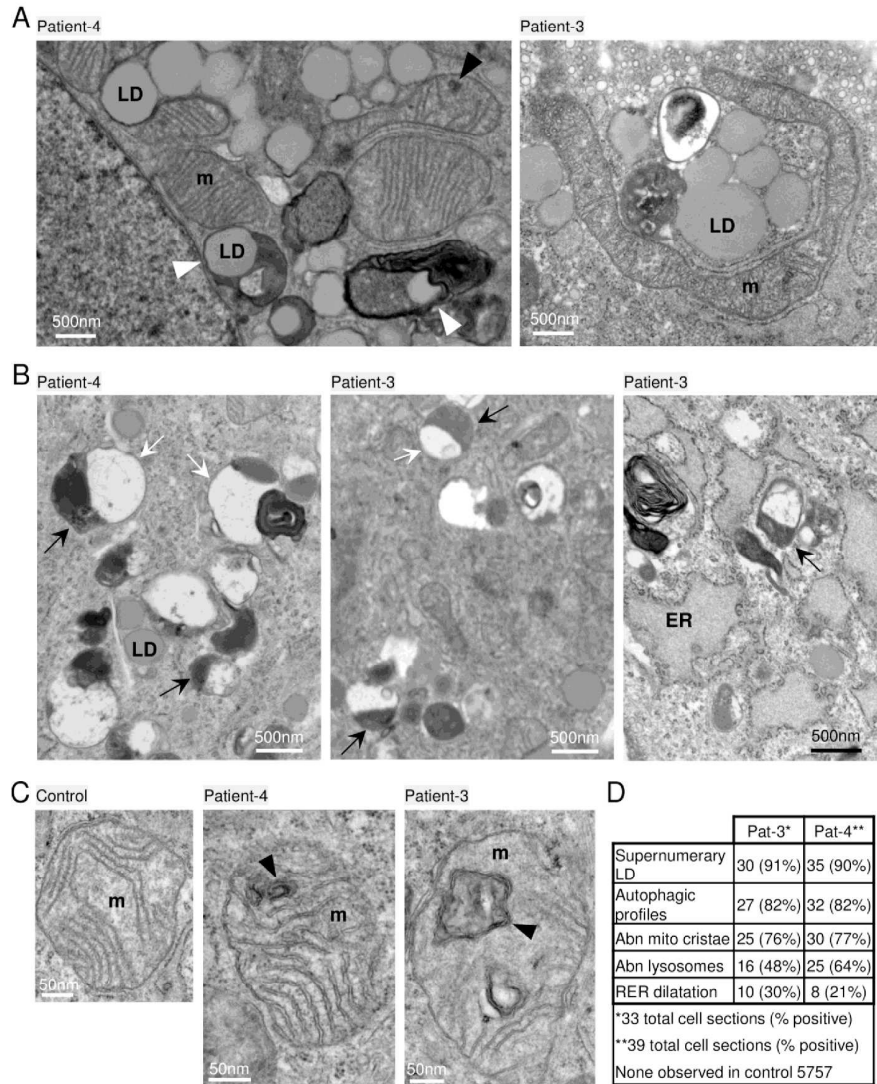 A
Patient-4
Patient-3
LD
m
LD
500nm
LD
m
500nm
B
Patient-4
Patient-3
Patient-3
LD
500nm
500nm
ER
500nm
C
Control
Patient-4
Patient-3
D
m
50nm
m
50nm
m
50nm
Pat-3* Pat-4**
Supernumerary
LD 30 (91%) 35 (90%)
Autophagic
profiles 27 (82%) 32 (82%)
Abn mito cristae 25 (76%) 30 (77%)
Abn lysosomes 16 (48%) 25 (64%)
RER dilatation 10 (30%) 8 (21%)
*33 total cell sections (% positive)
**39 total cell sections (% positive)
None observed in control 5757